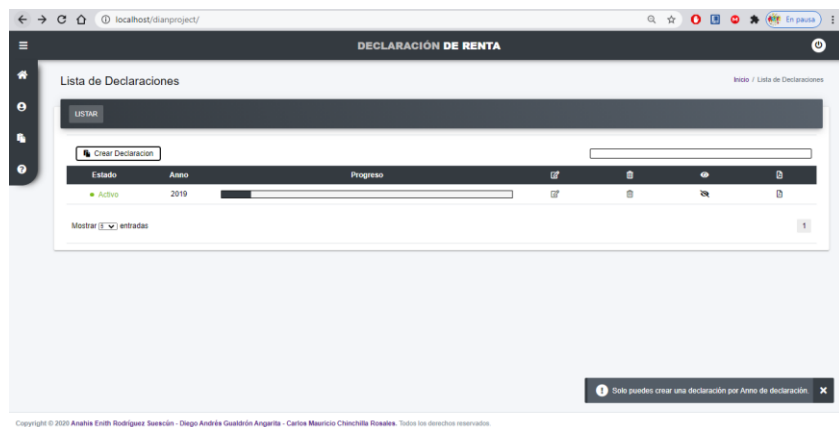 localhost/dianproject/
En pausa
DECLARACIÓN DE RENTA
Lista de Declaraciones
Inicio / Lista de Declaraciones
LISTAR
Crear Declaracion
Estado Anno Progreso
Activo 2019
Mostrar 5 entradas
1
Solo puedes crear una declaración por Anno de declaración.
Copyright © 2020 Anahis Enith Rodríguez Suescún - Diego Andrés Gualdrón Angarita - Carlos Mauricio Chinchilla Rosales. Todos los derechos reservados.